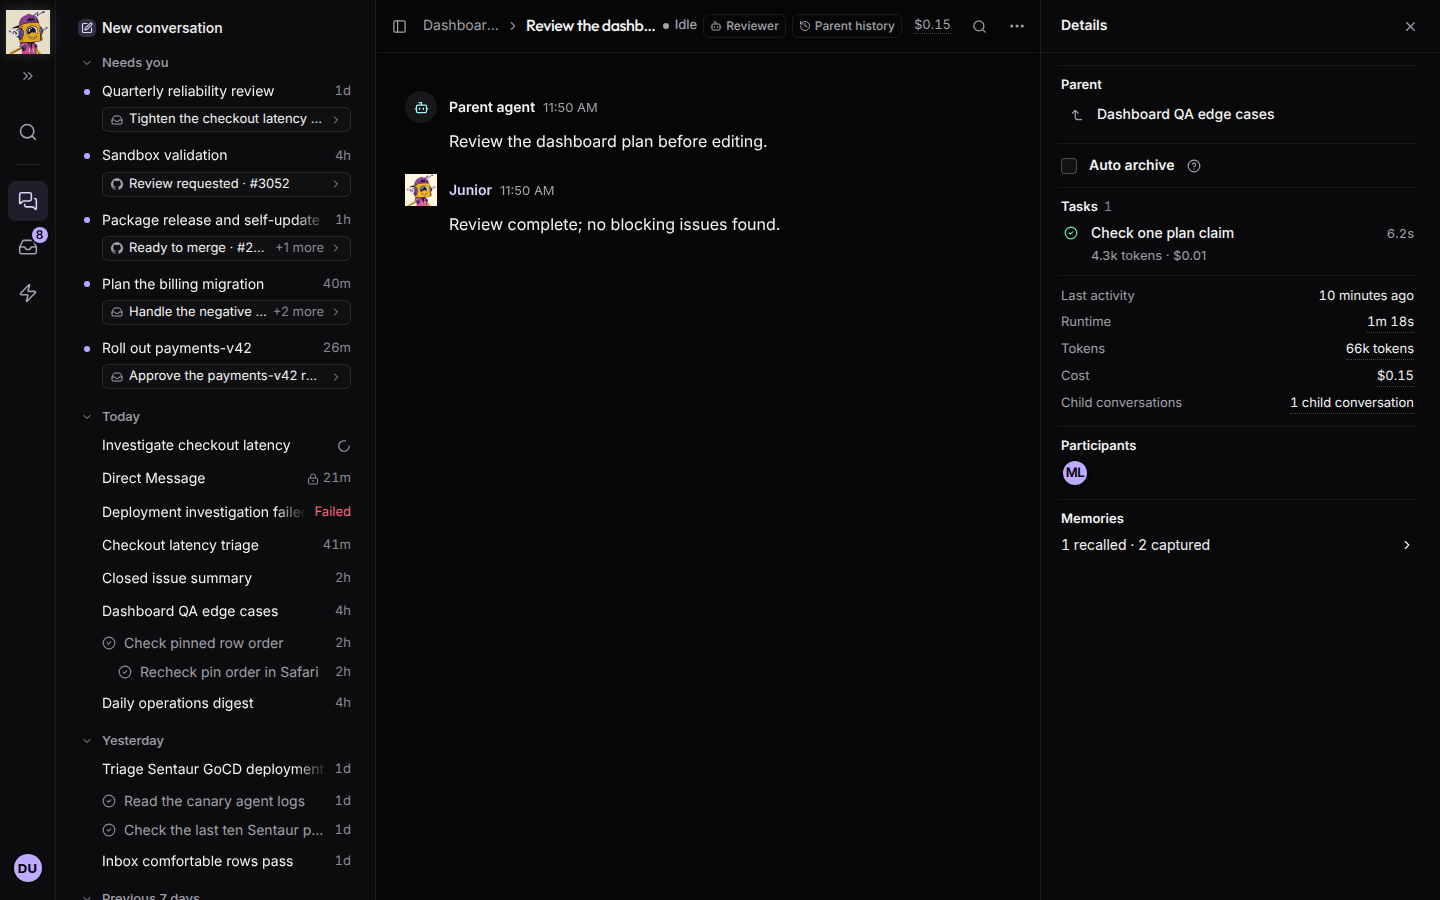 New conversation
Needs you
Quarterly reliability review 1d
Tighten the checkout latency ...
Sandbox validation 4h
Review requested · #3052
Package release and self-update 1h
Ready to merge · #2... +1 more
8
Plan the billing migration 40m
Handle the negative ... +2 more
Roll out payments-v42 26m
Approve the payments-v42 r...
Today
Investigate checkout latency
Direct Message 21m
Deployment investigation failed Failed
Checkout latency triage 41m
Closed issue summary 2h
Dashboard QA edge cases 4h
Check pinned row order 2h
Recheck pin order in Safari 2h
Daily operations digest 4h
Yesterday
Triage Sentaur GoCD deployment 1d
Read the canary agent logs 1d
Check the last ten Sentaur p... 1d
Inbox comfortable rows pass 1d
Previous 7 days
DU
Dashboar... Review the dashb... Idle Reviewer Parent history $0.15
Parent agent 11:50 AM
Review the dashboard plan before editing.
Junior 11:50 AM
Review complete; no blocking issues found.
Details
Parent
Dashboard QA edge cases
Auto archive
Tasks 1
Check one plan claim 6.2s
4.3k tokens · $0.01
Last activity 10 minutes ago
Runtime 1m 18s
Tokens 66k tokens
Cost $0.15
Child conversations 1 child conversation
Participants
ML
Memories
1 recalled · 2 captured